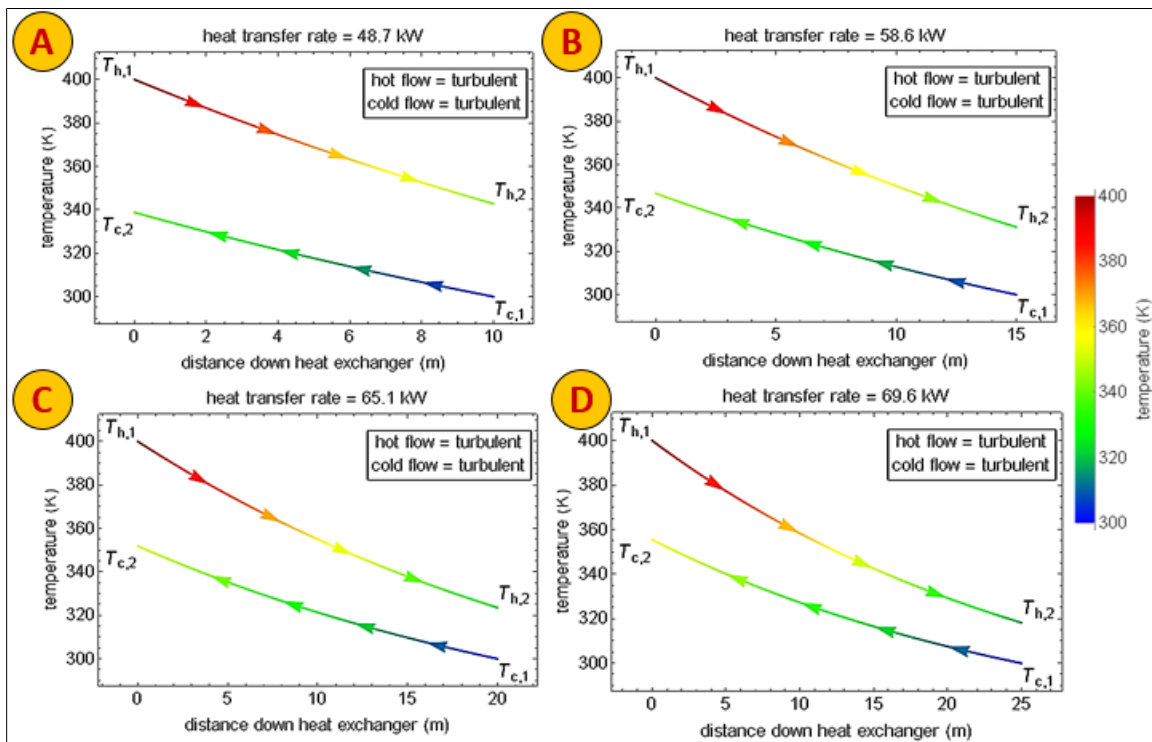 A
heat transfer rate = 48.7 kW
T_h,1
hot flow = turbulent
cold flow = turbulent
T_h,2
T_c,2
T_c,1
400
380
360
340
320
300
temperature (K)
0 2 4 6 8 10
distance down heat exchanger (m)
B
heat transfer rate = 58.6 kW
T_h,1
hot flow = turbulent
cold flow = turbulent
T_c,2
T_h,2
T_c,1
400
380
360
340
320
300
temperature (K)
0 5 10 15
distance down heat exchanger (m)
C
heat transfer rate = 65.1 kW
T_h,1
hot flow = turbulent
cold flow = turbulent
T_c,2
T_h,2
T_c,1
400
380
360
340
320
300
temperature (K)
0 5 10 15 20
distance down heat exchanger (m)
D
heat transfer rate = 69.6 kW
T_h,1
hot flow = turbulent
cold flow = turbulent
T_c,2
T_h,2
T_c,1
400
380
360
340
320
300
temperature (K)
0 5 10 15 20 25
distance down heat exchanger (m)
400
380
360
340
320
300
temperature (K)